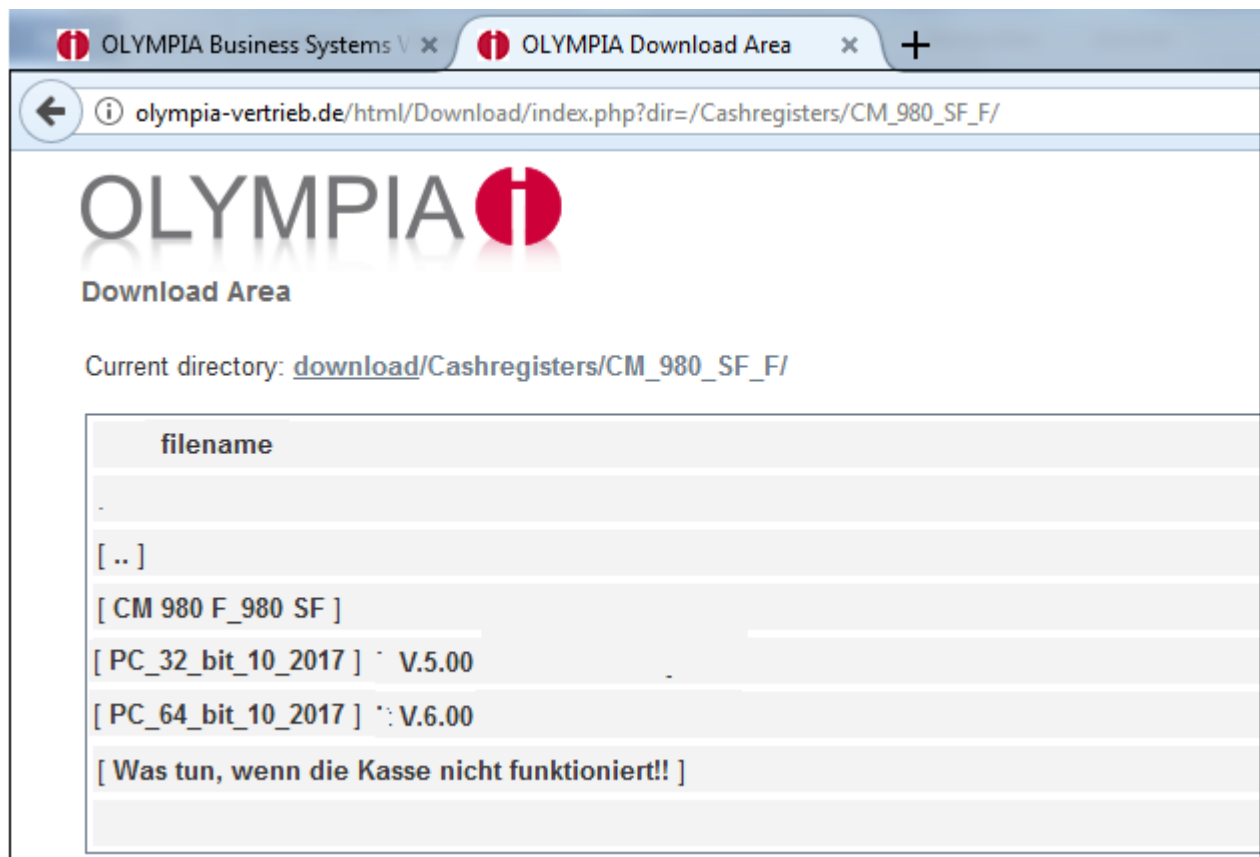 OLYMPIA Business Systems V
OLYMPIA Download Area
olympia-vertrieb.de/html/Download/index.php?dir=/Cashregisters/CM_980_SF_F/
OLYMPIA
Download Area
Current directory: download/Cashregisters/CM_980_SF_F/
filename
.
[ .. ]
[ CM 980 F_980 SF ]
[ PC_32_bit_10_2017 ] V.5.00
[ PC_64_bit_10_2017 ] : V.6.00
[ Was tun, wenn die Kasse nicht funktioniert!! ]